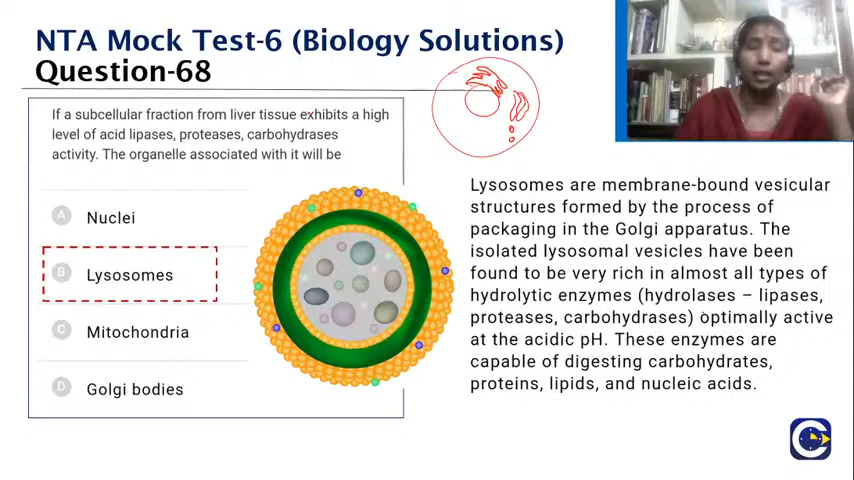 NTA Mock Test-6 (Biology Solutions)
Question-68
If a subcellular fraction from liver tissue exhibits a high
level of acid lipases, proteases, carbohydrases
activity. The organelle associated with it will be
A Nuclei
B Lysosomes
C Mitochondria
D Golgi bodies
Lysosomes are membrane-bound vesicular
structures formed by the process of
packaging in the Golgi apparatus. The
isolated lysosomal vesicles have been
found to be very rich in almost all types of
hydrolytic enzymes (hydrolases – lipases,
proteases, carbohydrases) optimally active
at the acidic pH. These enzymes are
capable of digesting carbohydrates,
proteins, lipids, and nucleic acids.